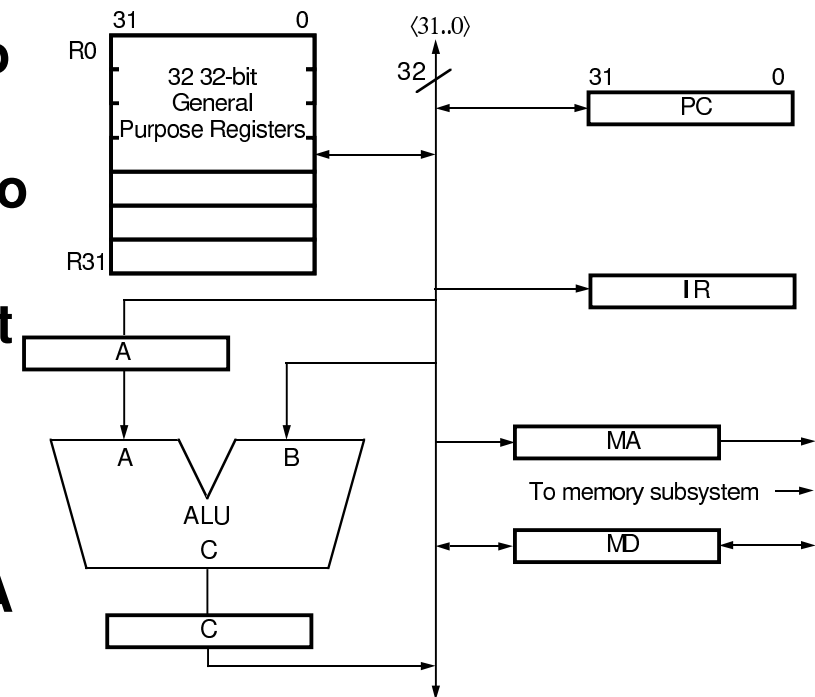 31 0
⟨31..0⟩
R0
32 32-bit
General
Purpose Registers
32
31 0
PC
o
o
R31
IR
t
A
MA
A B
To memory subsystem
ALU
C
MD
A
C